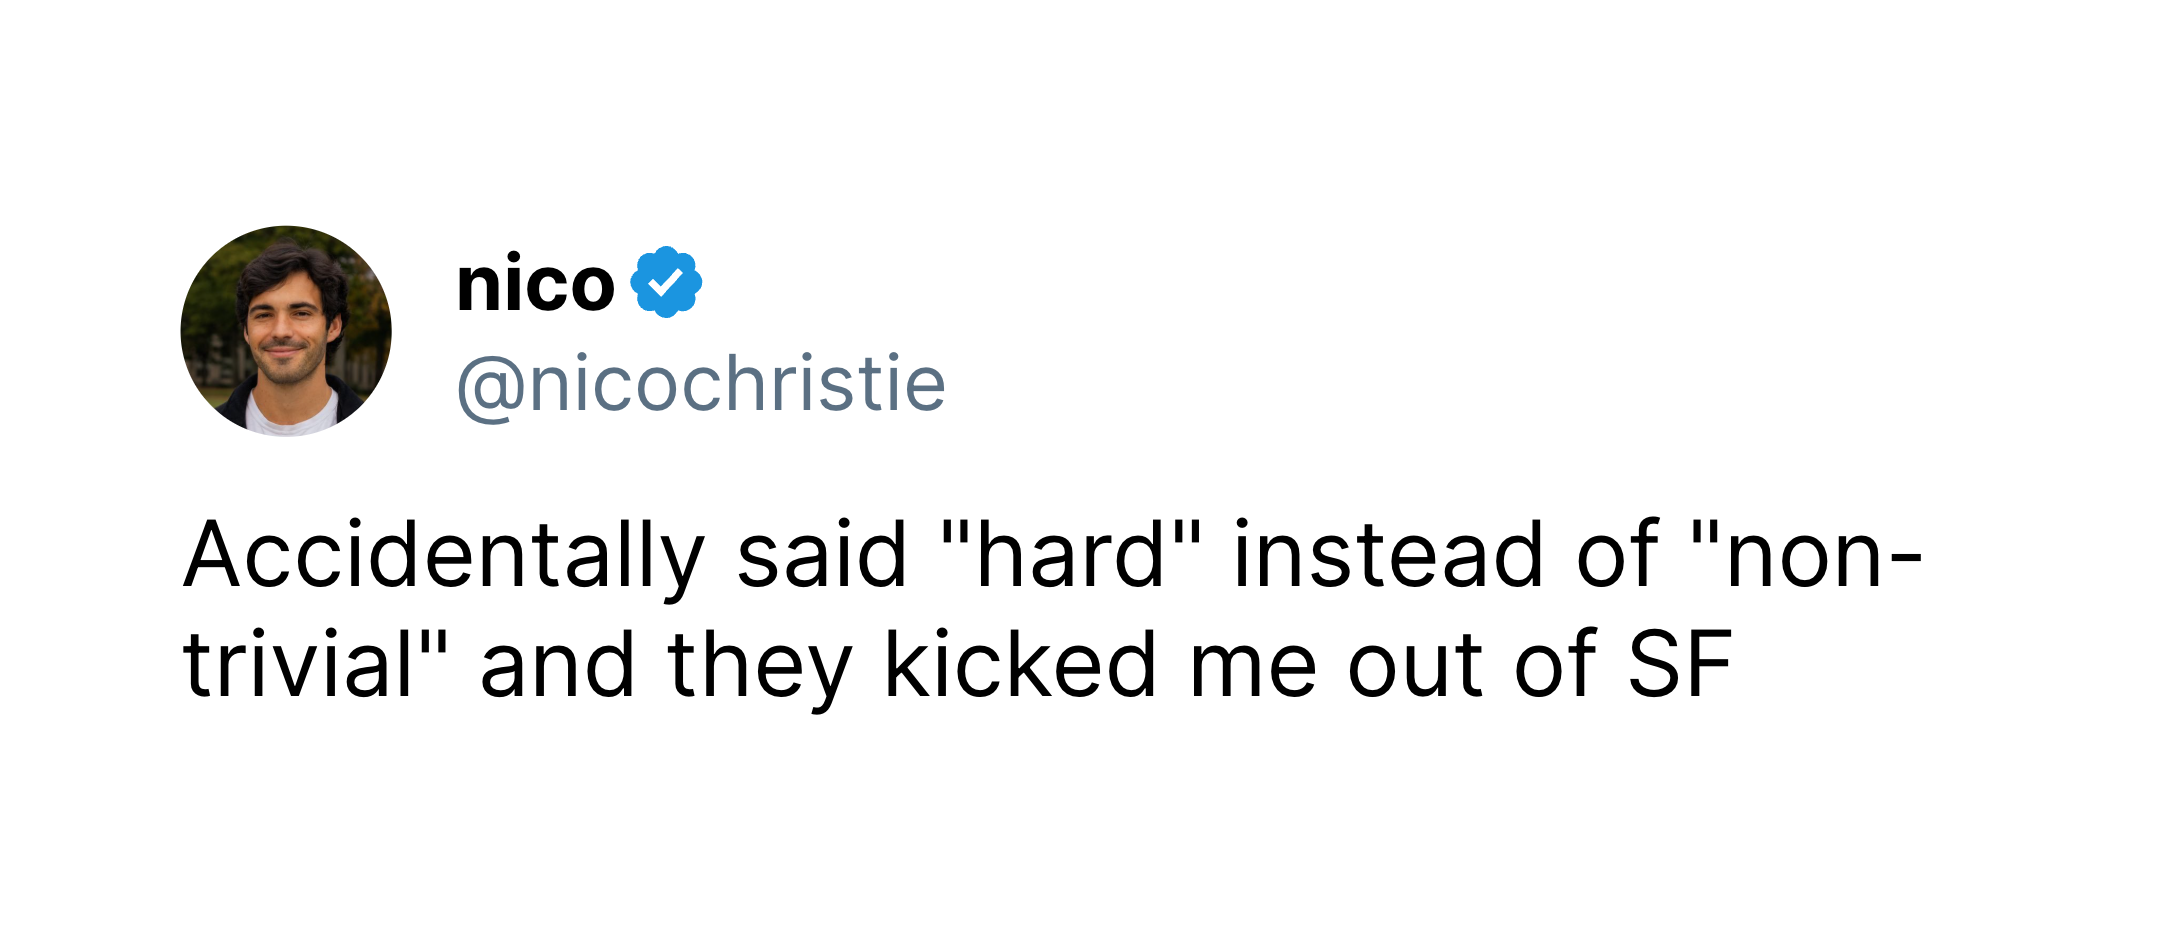 nico
@nicochristie
Accidentally said "hard" instead of "non-
trivial" and they kicked me out of SF